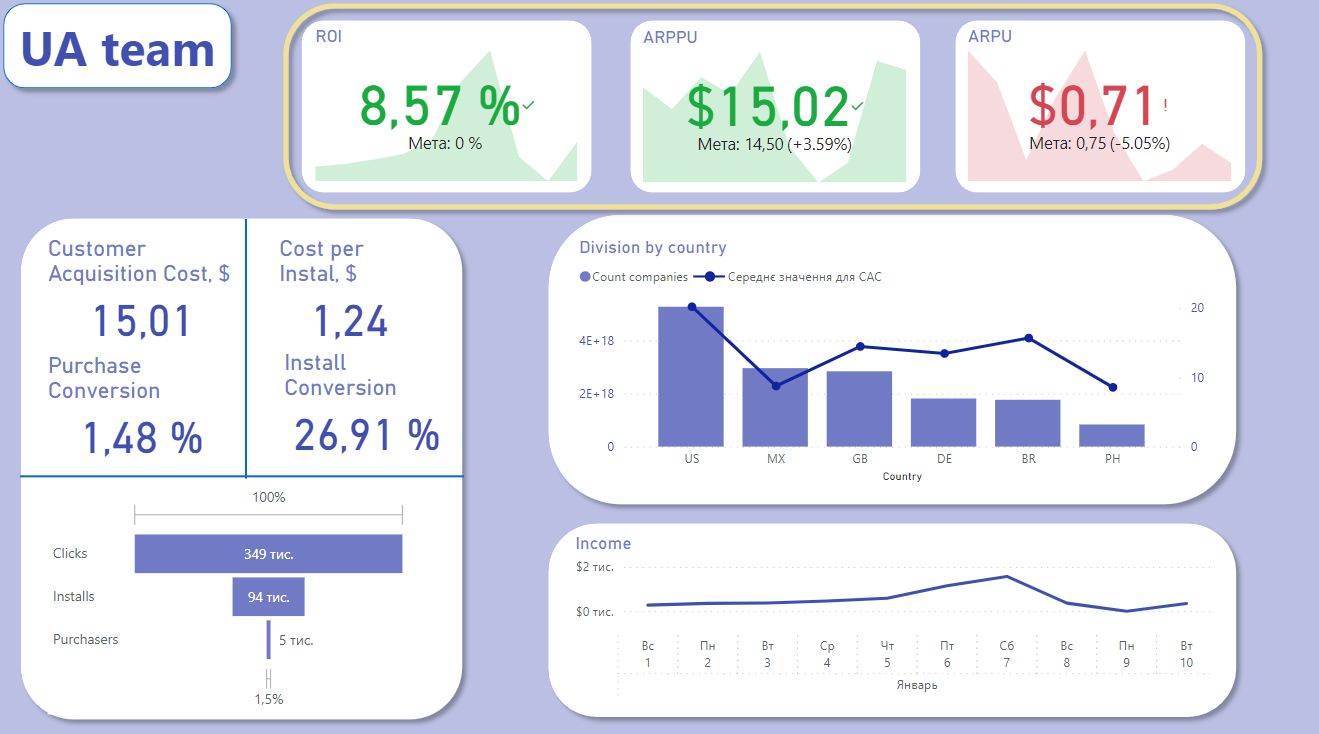 UA team
ROI
8,57 %
Мета: 0 %
ARPPU
$15,02
Мета: 14,50 (+3.59%)
ARPU
$0,71 !
Мета: 0,75 (-5.05%)
Customer
Acquisition Cost, $
15,01
Cost per
Instal, $
1,24
Purchase
Conversion
1,48 %
Install
Conversion
26,91 %
100%
Clicks
349 тис.
Installs
94 тис.
Purchasers
5 тис.
1,5%
Division by country
Count companies Середнє значення для CAC
4E+18
2E+18
0
20
10
0
US MX GB DE BR PH
Country
Income
$2 тис.
$0 тис.
Вс Пн Вт Ср Чт Пт Сб Вс Пн Вт
1 2 3 4 5 6 7 8 9 10
Январь